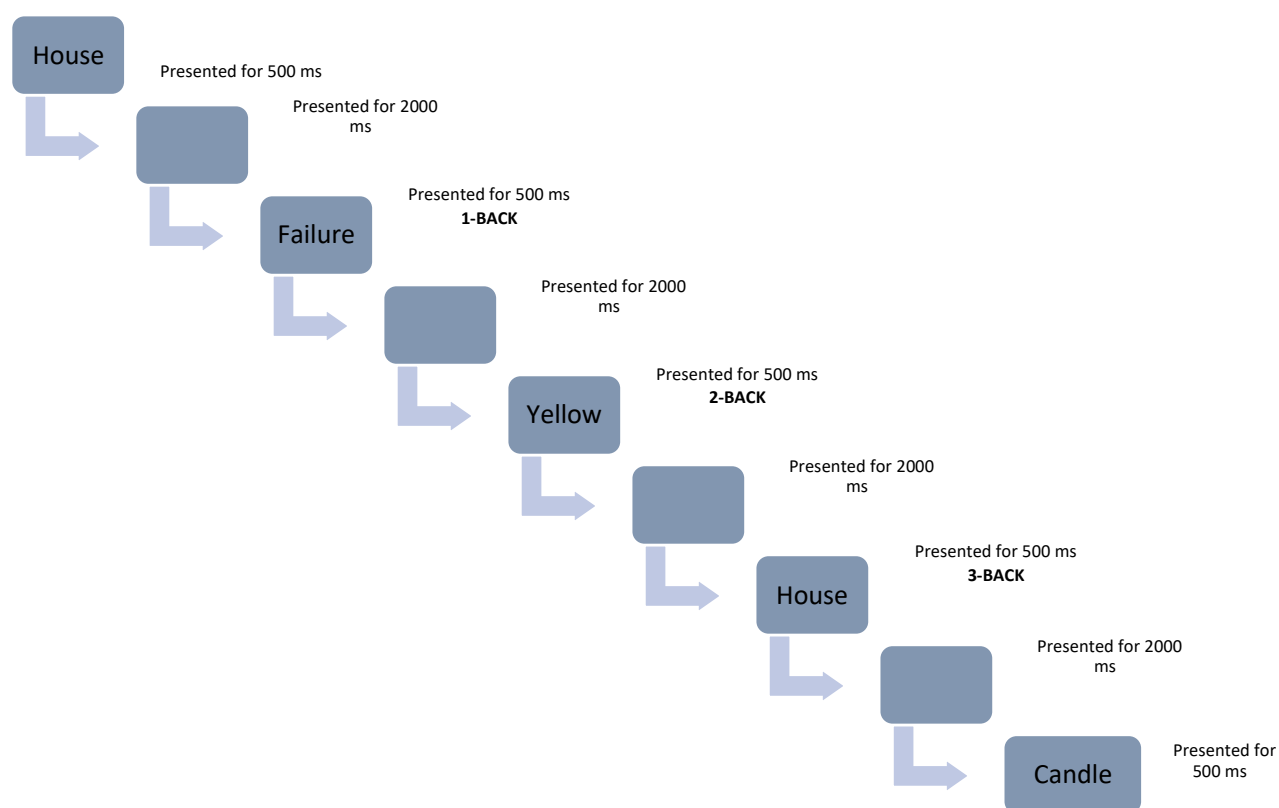 House
Presented for 500 ms
Presented for 2000
ms
Failure
Presented for 500 ms
1-BACK
Presented for 2000
ms
Yellow
Presented for 500 ms
2-BACK
Presented for 2000
ms
House
Presented for 500 ms
3-BACK
Presented for 2000
ms
Candle
Presented for
500 ms